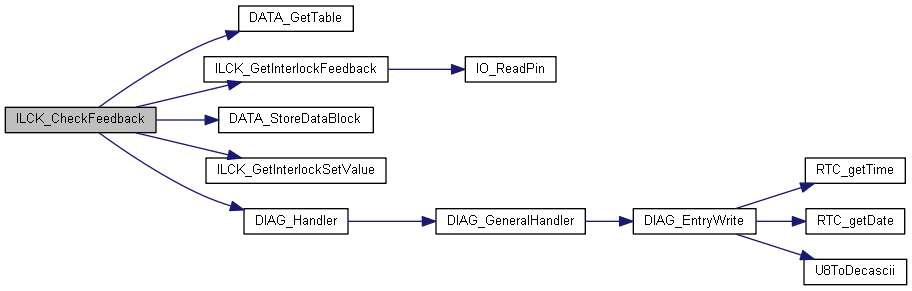 DATA_GetTable
ILCK_GetInterlockFeedback
IO_ReadPin
ILCK_CheckFeedback
DATA_StoreDataBlock
ILCK_GetInterlockSetValue
RTC_getTime
DIAG_Handler
DIAG_GeneralHandler
DIAG_EntryWrite
RTC_getDate
U8ToDecascii